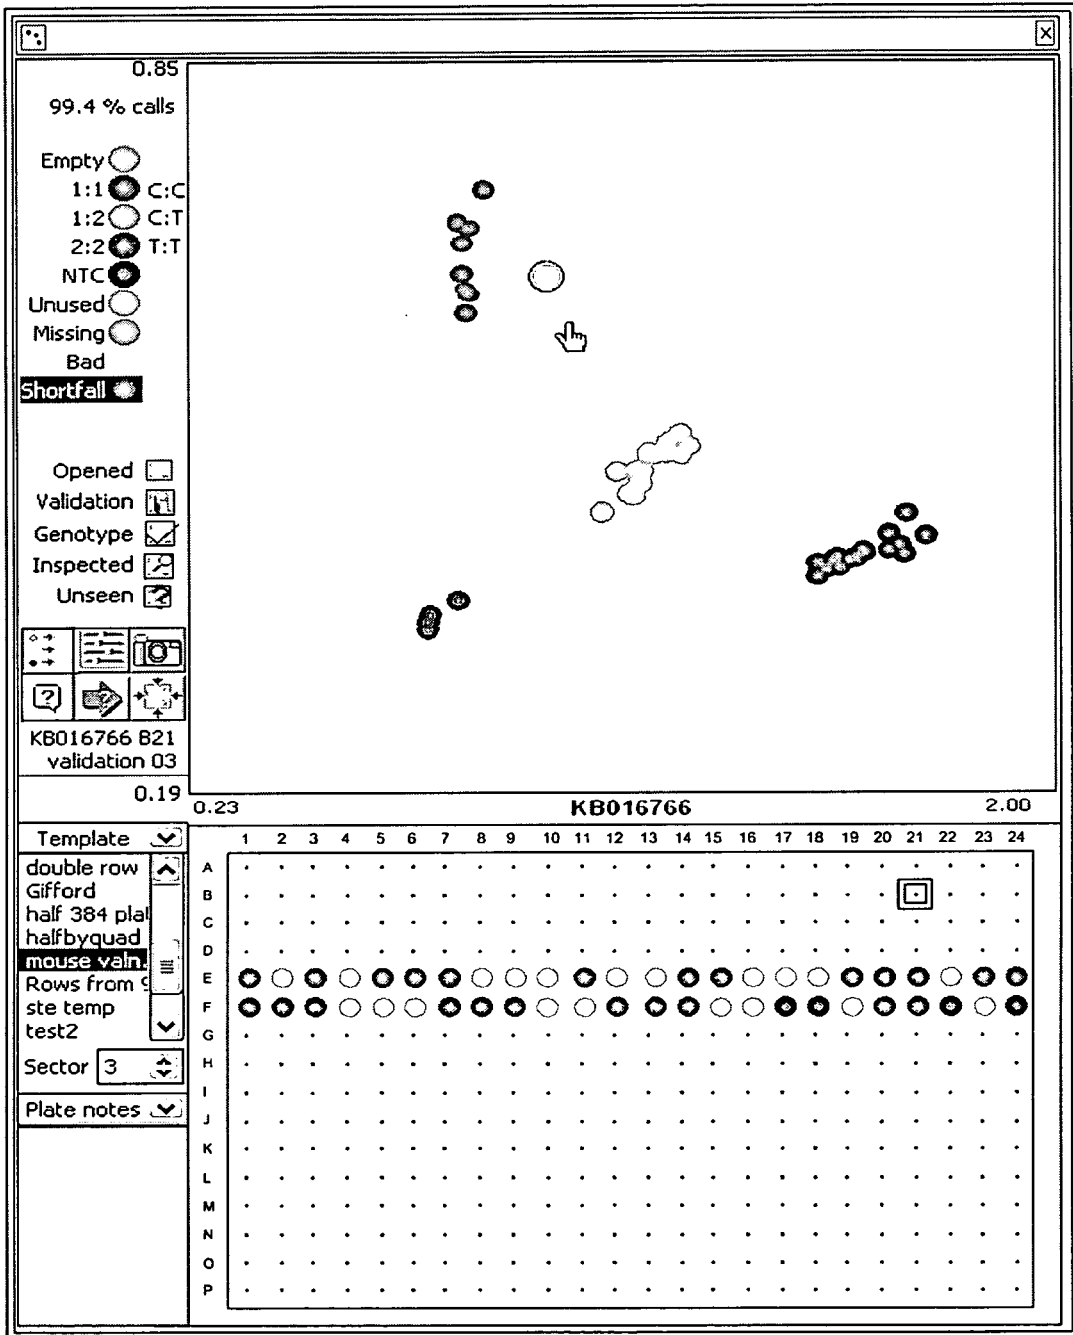 0.85
99.4 % calls
Empty
1:1 C:C
1:2 C:T
2:2 T:T
NTC
Unused
Missing
Bad
Shortfall
Opened
Validation
Genotype
Inspected
Unseen
KB016766 B21
validation 03
0.19
0.23 KB016766 2.00
Template
double row
Gifford
half 384 plat
halfbyquad
mouse valn.
Rows from 9
ste temp
test2
Sector 3
Plate notes
1 2 3 4 5 6 7 8 9 10 11 12 13 14 15 16 17 18 19 20 21 22 23 24
A
B
C
D
E
F
G
H
I
J
K
L
M
N
O
P